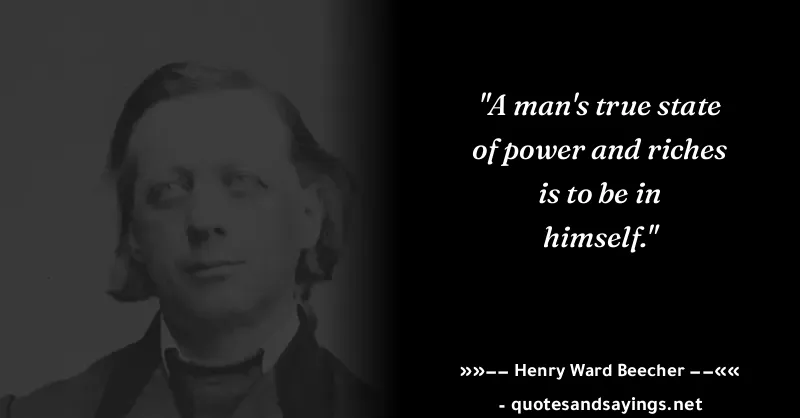 "A man's true state
of power and riches
is to be in
himself."
»»–– Henry Ward Beecher ––««
- quotesandsayings.net